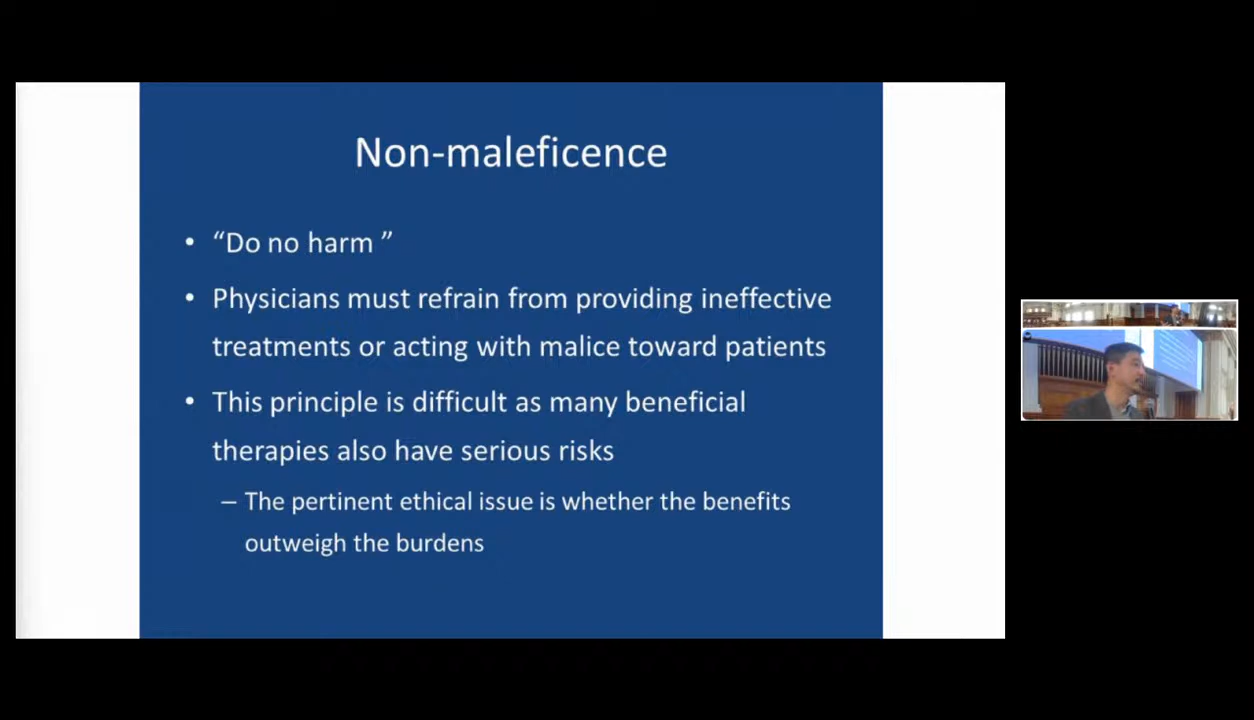 Non-maleficence
• “Do no harm ”
• Physicians must refrain from providing ineffective
treatments or acting with malice toward patients
• This principle is difficult as many beneficial
therapies also have serious risks
– The pertinent ethical issue is whether the benefits
outweigh the burdens